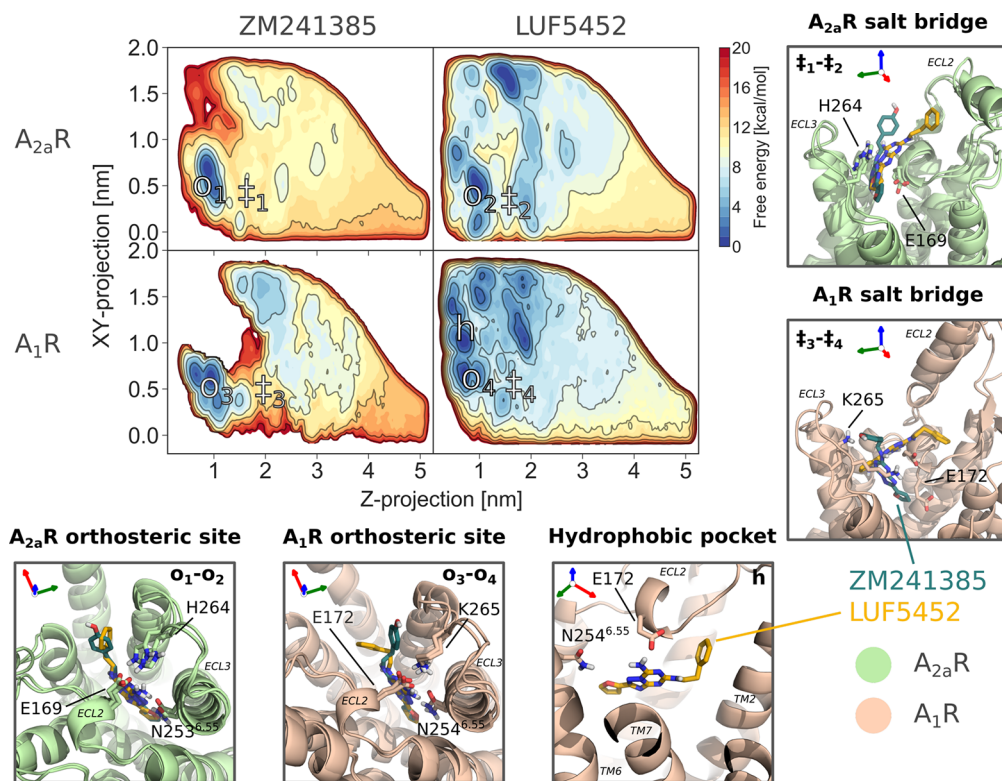 ZM241385
LUF5452
A2aR
A1R
XY-projection [nm]
2.0
1.5
1.0
0.5
0.0
2.0
1.5
1.0
0.5
0.0
o1
‡1
o2
‡2
o3
‡3
h
o4
‡4
1 2 3 4 5
1 2 3 4 5
Z-projection [nm]
20
16
12
8
4
0
Free energy [kcal/mol]
A2aR salt bridge
‡1-‡2
ECL2
H264
ECL3
E169
A1R salt bridge
‡3-‡4
ECL2
ECL3
K265
E172
A2aR orthosteric site
o1-o2
H264
ECL3
E169
ECL2
N253^6.55
A1R orthosteric site
o3-o4
E172
K265
ECL3
ECL2
N254^6.55
Hydrophobic pocket
h
E172
ECL2
N254^6.55
TM2
TM7
TM6
ZM241385
LUF5452
A2aR
A1R